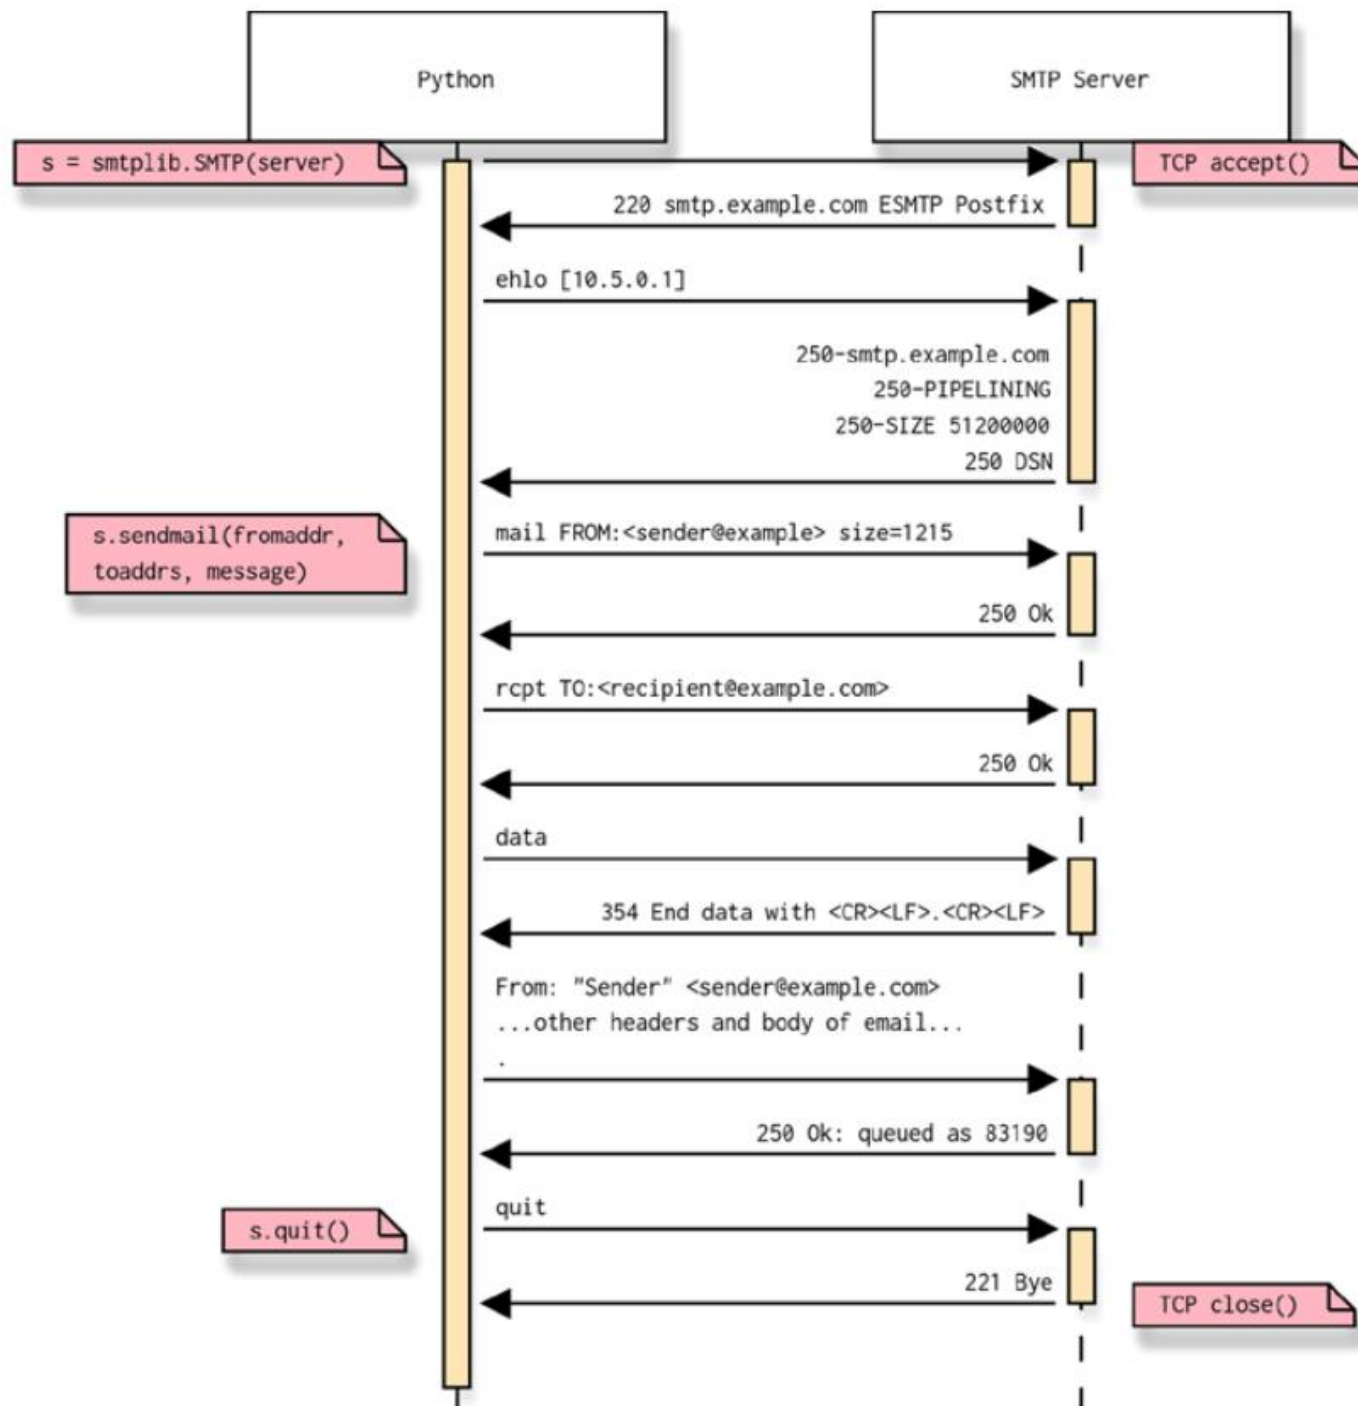 Python
SMTP Server
s = smtplib.SMTP(server)
TCP accept()
220 smtp.example.com ESMTP Postfix
ehlo [10.5.0.1]
250-smtp.example.com
250-PIPELINING
250-SIZE 51200000
250 DSN
s.sendmail(fromaddr,
toaddrs, message)
mail FROM:<sender@example> size=1215
250 Ok
rcpt TO:<recipient@example.com>
250 Ok
data
354 End data with <CR><LF>.<CR><LF>
From: "Sender" <sender@example.com>
...other headers and body of email...
.
250 Ok: queued as 83190
s.quit()
quit
221 Bye
TCP close()